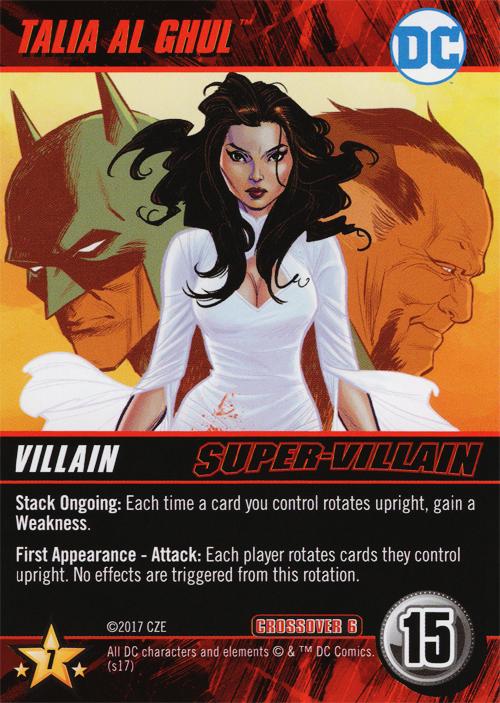 TALIA AL GHUL™
DC
VILLAIN
SUPER-VILLAIN
Stack Ongoing: Each time a card you control rotates upright, gain a
Weakness.
First Appearance - Attack: Each player rotates cards they control
upright. No effects are triggered from this rotation.
©2017 CZE
CROSSOVER 6
15
7
All DC characters and elements © & ™ DC Comics.
(s17)